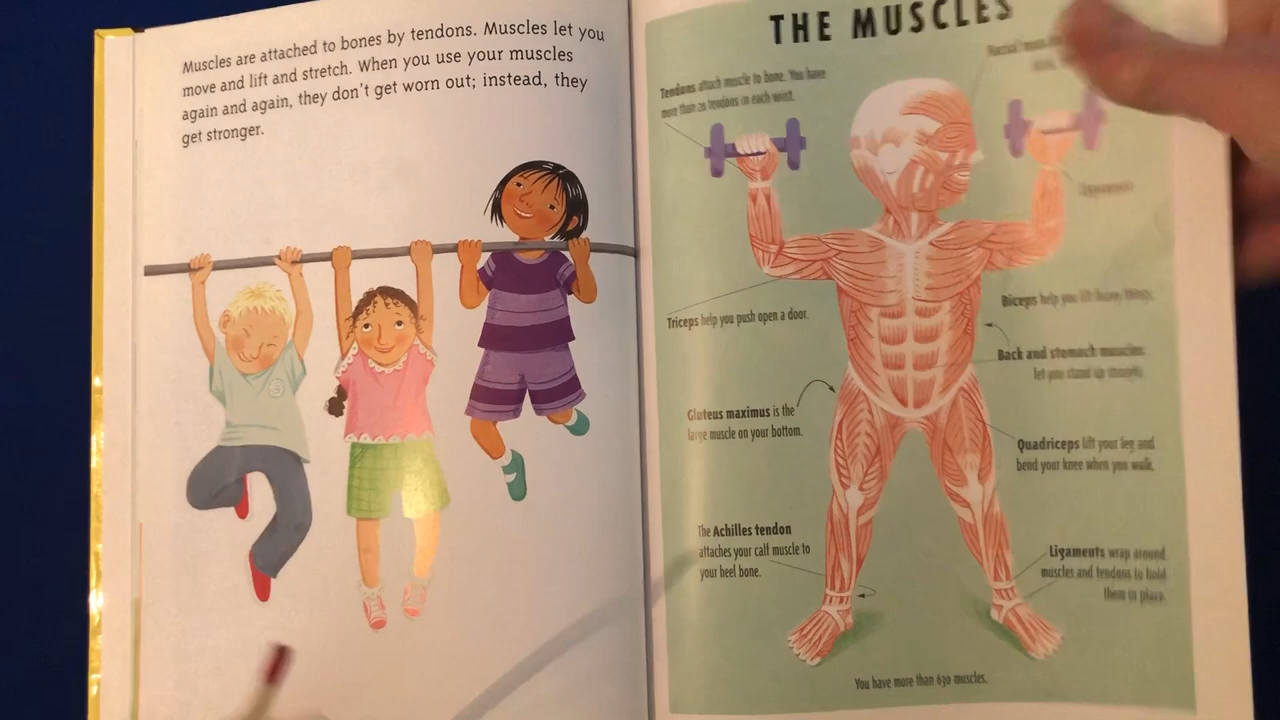 Muscles are attached to bones by tendons. Muscles let you
move and lift and stretch. When you use your muscles
again and again, they don't get worn out; instead, they
get stronger.
THE MUSCLES
Tendons attach muscle to bone. You have
more than 20 tendons in each wrist.
Ligaments
Triceps help you push open a door.
Biceps help you lift heavy things.
Back and stomach muscles
let you stand up straight.
Gluteus maximus is the
large muscle on your bottom.
Quadriceps lift your leg and
bend your knee when you walk.
The Achilles tendon
attaches your calf muscle to
your heel bone.
Ligaments wrap around
muscles and tendons to hold
them in place.
You have more than 630 muscles.